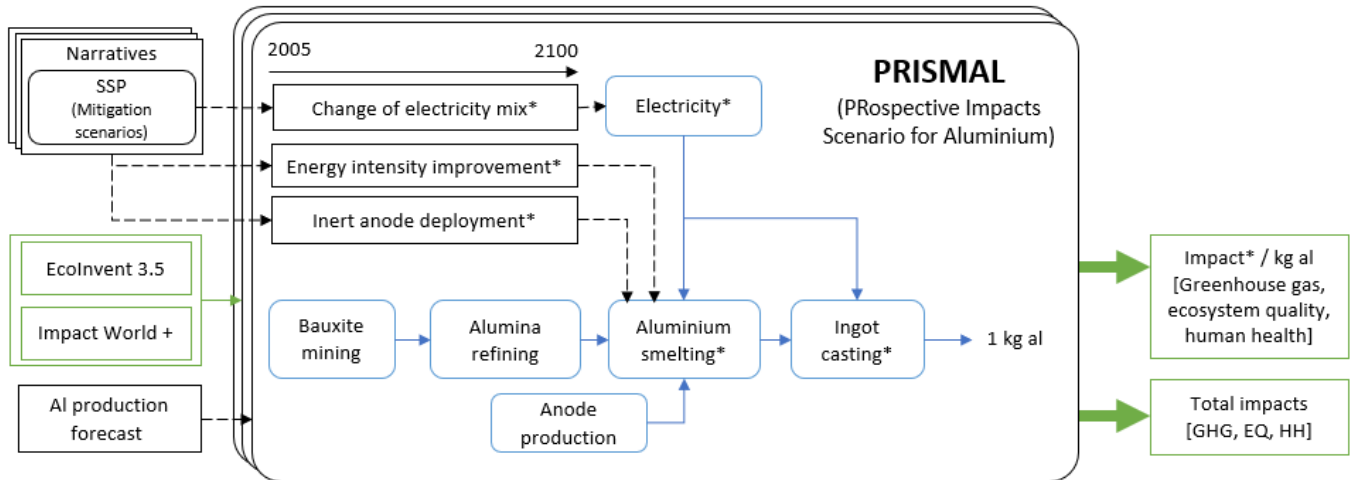 Narratives
SSP
(Mitigation
scenarios)
2005
2100
Change of electricity mix*
Electricity*
PRISMAL
(PRospective Impacts
Scenario for Aluminium)
Energy intensity improvement*
Inert anode deployment*
EcoInvent 3.5
Impact World +
Al production
forecast
Bauxite
mining
Alumina
refining
Aluminium
smelting*
Ingot
casting*
1 kg al
Anode
production
Impact* / kg al
[Greenhouse gas,
ecosystem quality,
human health]
Total impacts
[GHG, EQ, HH]